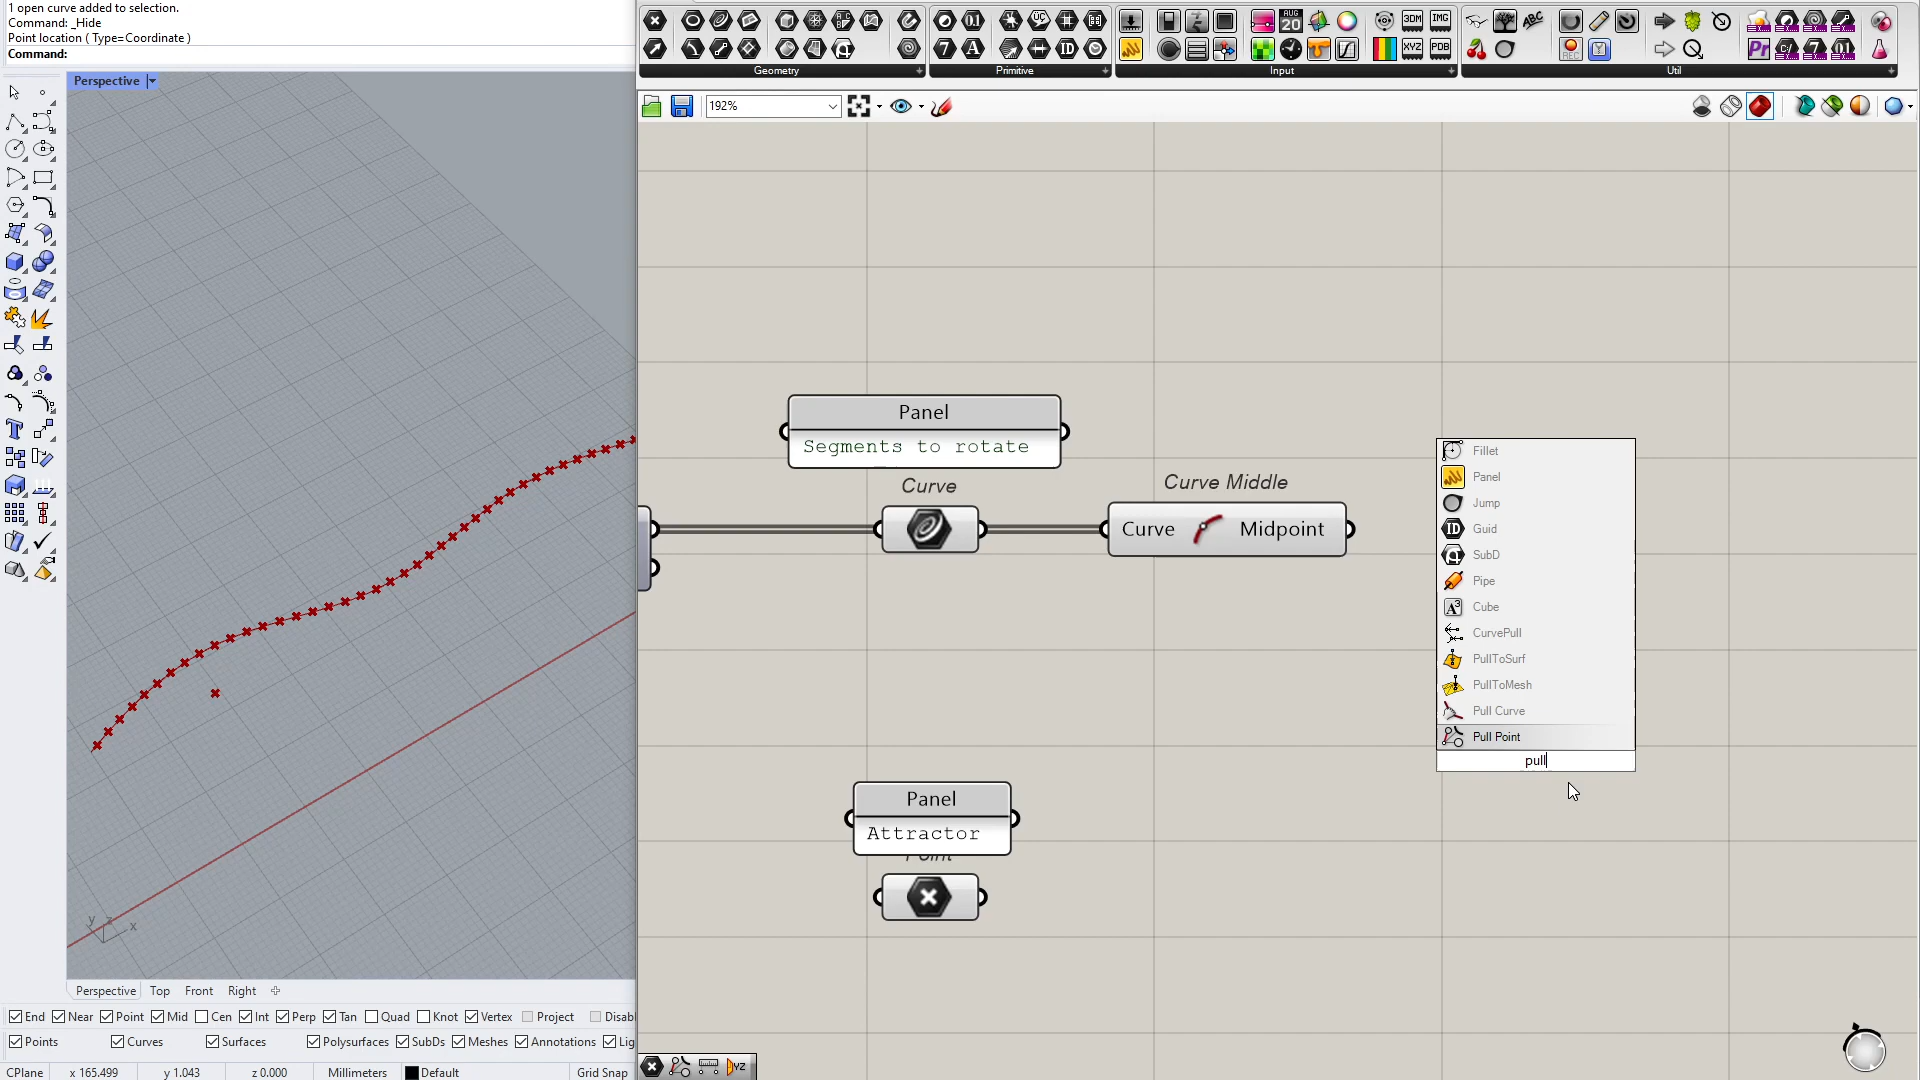 1 open curve added to selection.
Command: _Hide
Point location ( Type=Coordinate )
Command:
Geometry
Primitive
Input
Util
192%
Perspective
Panel
Segments to rotate
Curve
Curve Middle
Curve Midpoint
Fillet
Panel
Jump
Guid
SubD
Pipe
Cube
CurvePull
PullToSurf
PullToMesh
Pull Curve
Pull Point
pull
Panel
Attractor
Point
y z x
Perspective Top Front Right
End Near Point Mid Cen Int Perp Tan Quad Knot Vertex Project Disabl
Points Curves Surfaces Polysurfaces SubDs Meshes Annotations Lig
CPlane x 165.499 y 1.043 z 0.000 Millimeters Default Grid Snap